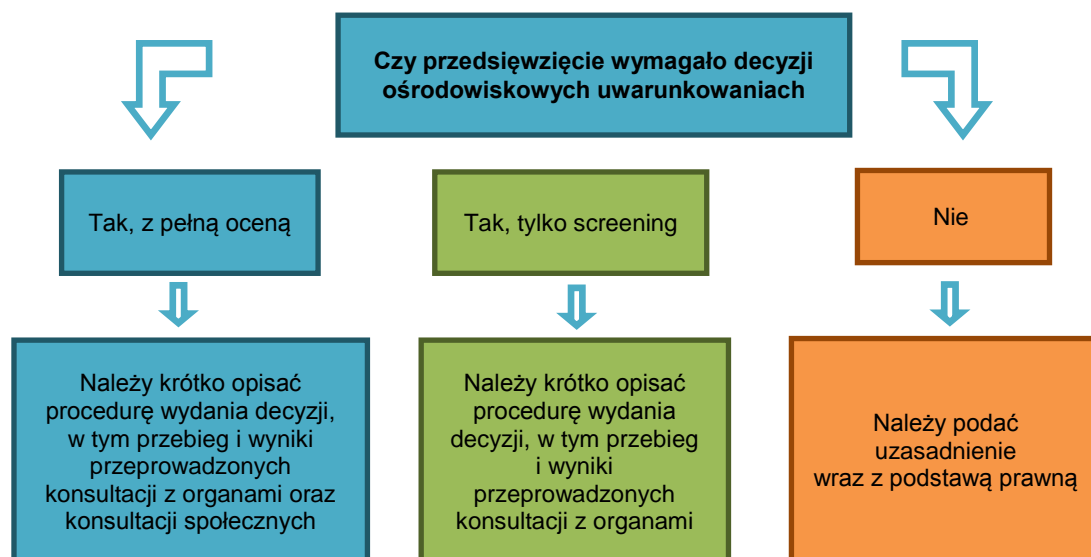 Czy przedsięwzięcie wymagało decyzji
ośrodowiskowych uwarunkowaniach
Tak, z pełną oceną
Tak, tylko screening
Nie
Należy krótko opisać
procedurę wydania decyzji,
w tym przebieg i wyniki
przeprowadzonych
konsultacji z organami oraz
konsultacji społecznych
Należy krótko opisać
procedurę wydania
decyzji, w tym przebieg
i wyniki
przeprowadzonych
konsultacji z organami
Należy podać
uzasadnienie
wraz z podstawą prawną